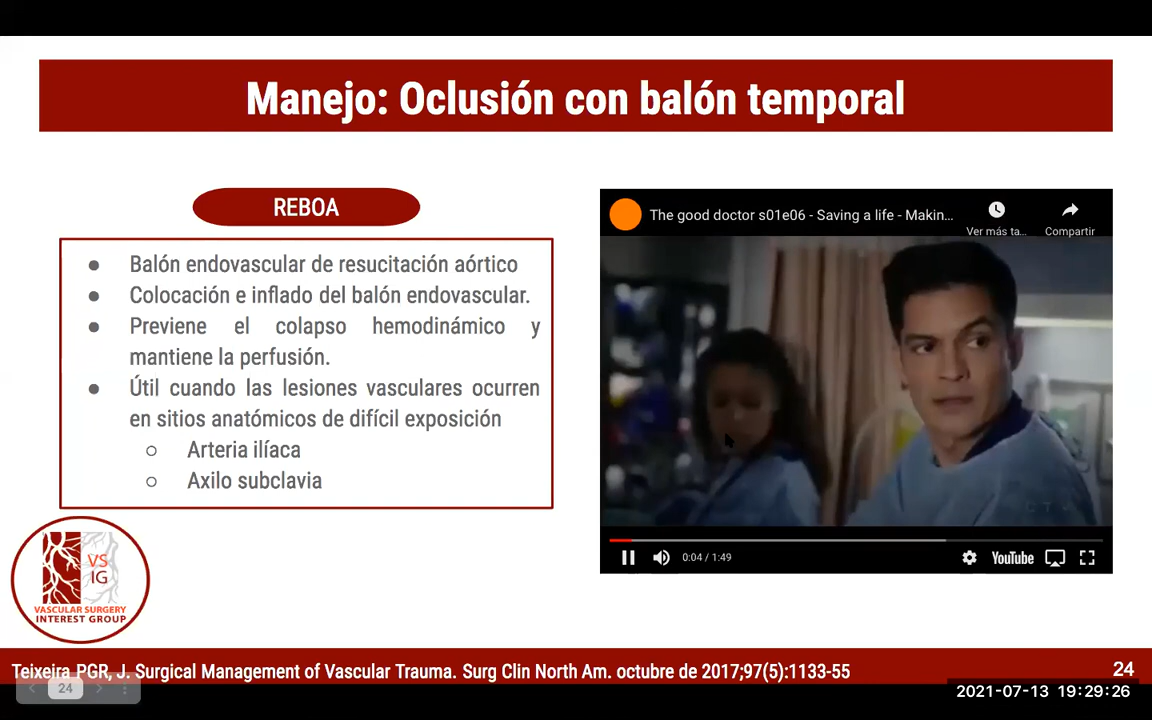 Manejo: Oclusión con balón temporal
REBOA
● Balón endovascular de resucitación aórtico
● Colocación e inflado del balón endovascular.
● Previene el colapso hemodinámico y
mantiene la perfusión.
● Útil cuando las lesiones vasculares ocurren
en sitios anatómicos de difícil exposición
○ Arteria ilíaca
○ Axilo subclavia
The good doctor s01e06 - Saving a life - Makin...
Ver más ta...
Compartir
0:04 / 1:49
YouTube
VS
IG
VASCULAR SURGERY
INTEREST GROUP
Teixeira PGR, J. Surgical Management of Vascular Trauma. Surg Clin North Am. octubre de 2017;97(5):1133-55
24
24
2021-07-13 19:29:26